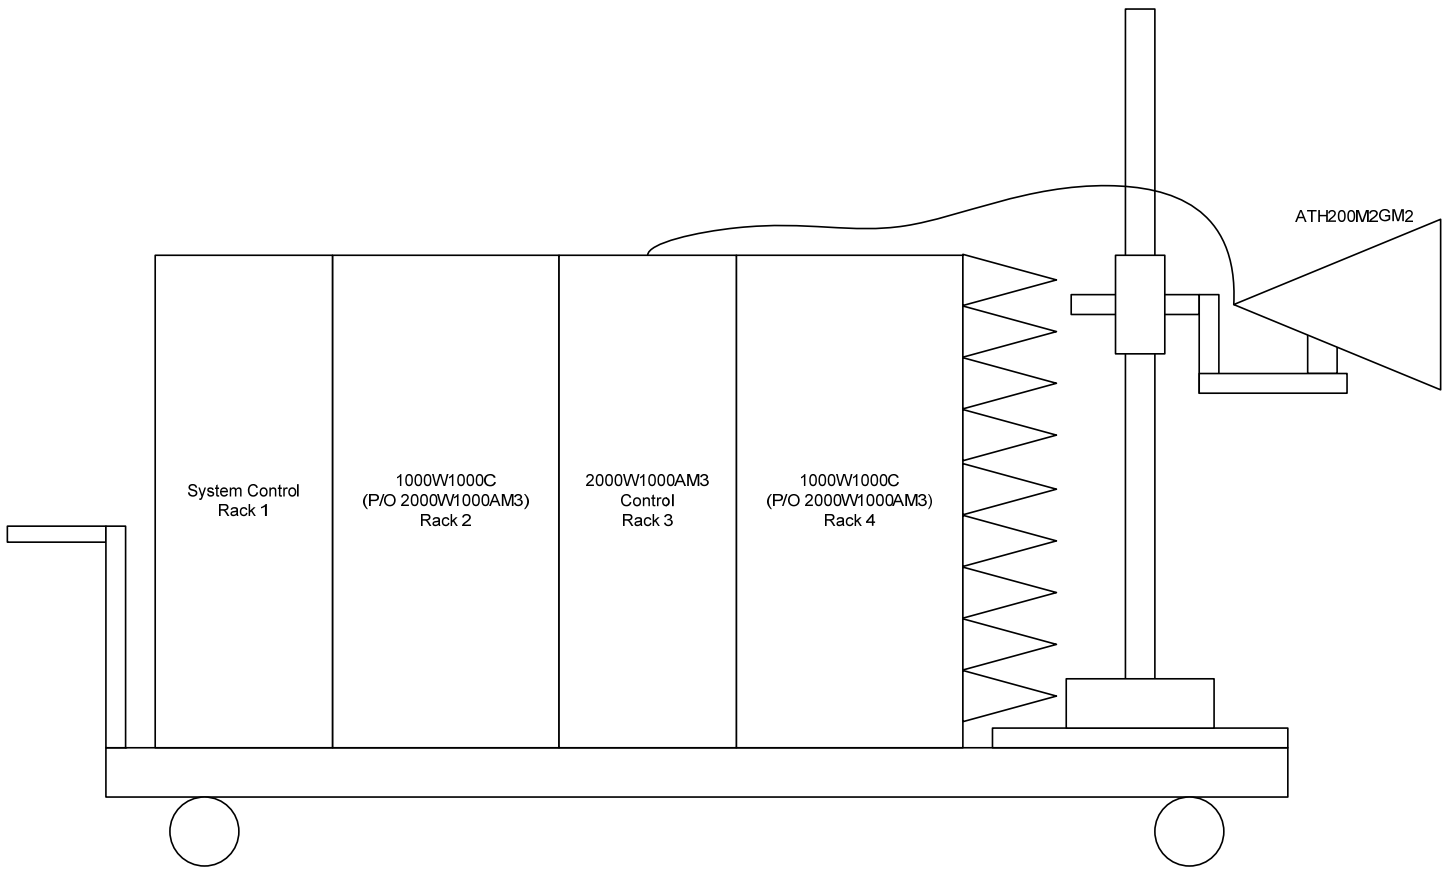 ATH200M2GM2
System Control
Rack 1
1000W1000C
(P/O 2000W1000AM3)
Rack 2
2000W1000AM3
Control
Rack 3
1000W1000C
(P/O 2000W1000AM3)
Rack 4